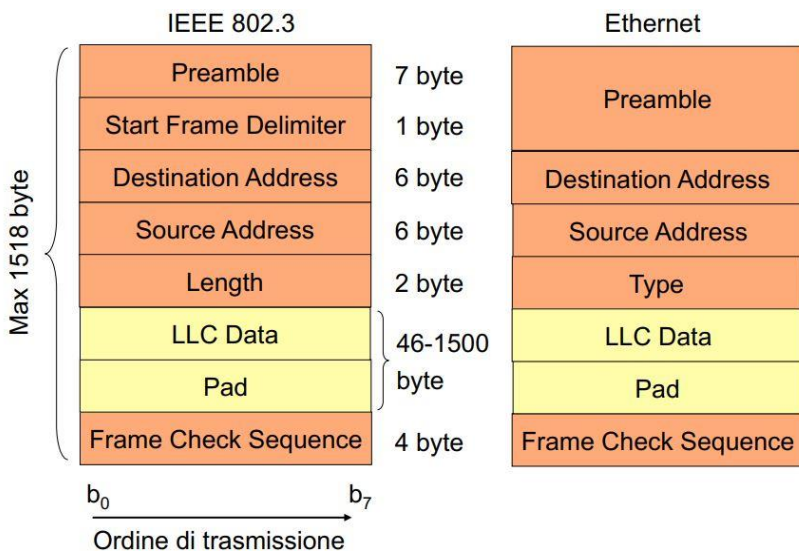 IEEE 802.3
Ethernet
Max 1518 byte
Preamble
7 byte
Start Frame Delimiter
1 byte
Destination Address
6 byte
Source Address
6 byte
Length
2 byte
LLC Data
Pad
46-1500
byte
Frame Check Sequence
4 byte
Preamble
Destination Address
Source Address
Type
LLC Data
Pad
Frame Check Sequence
b0 b7
Ordine di trasmissione